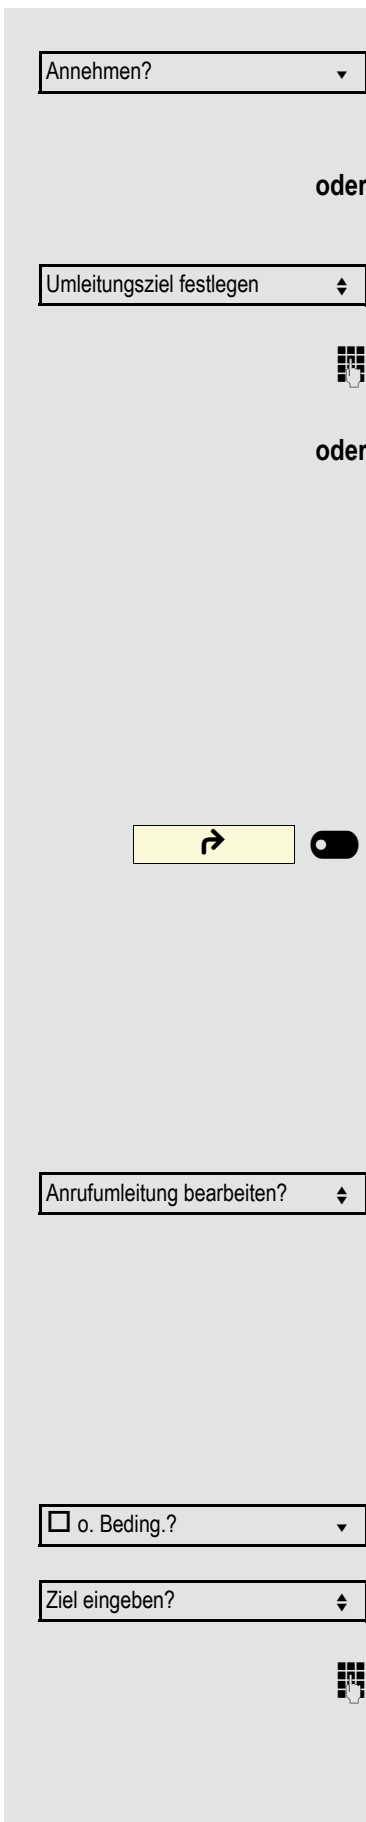 Annehmen?
oder
Umleitungsziel festlegen
oder
Anrufumleitung bearbeiten?
o. Beding.?
Ziel eingeben?